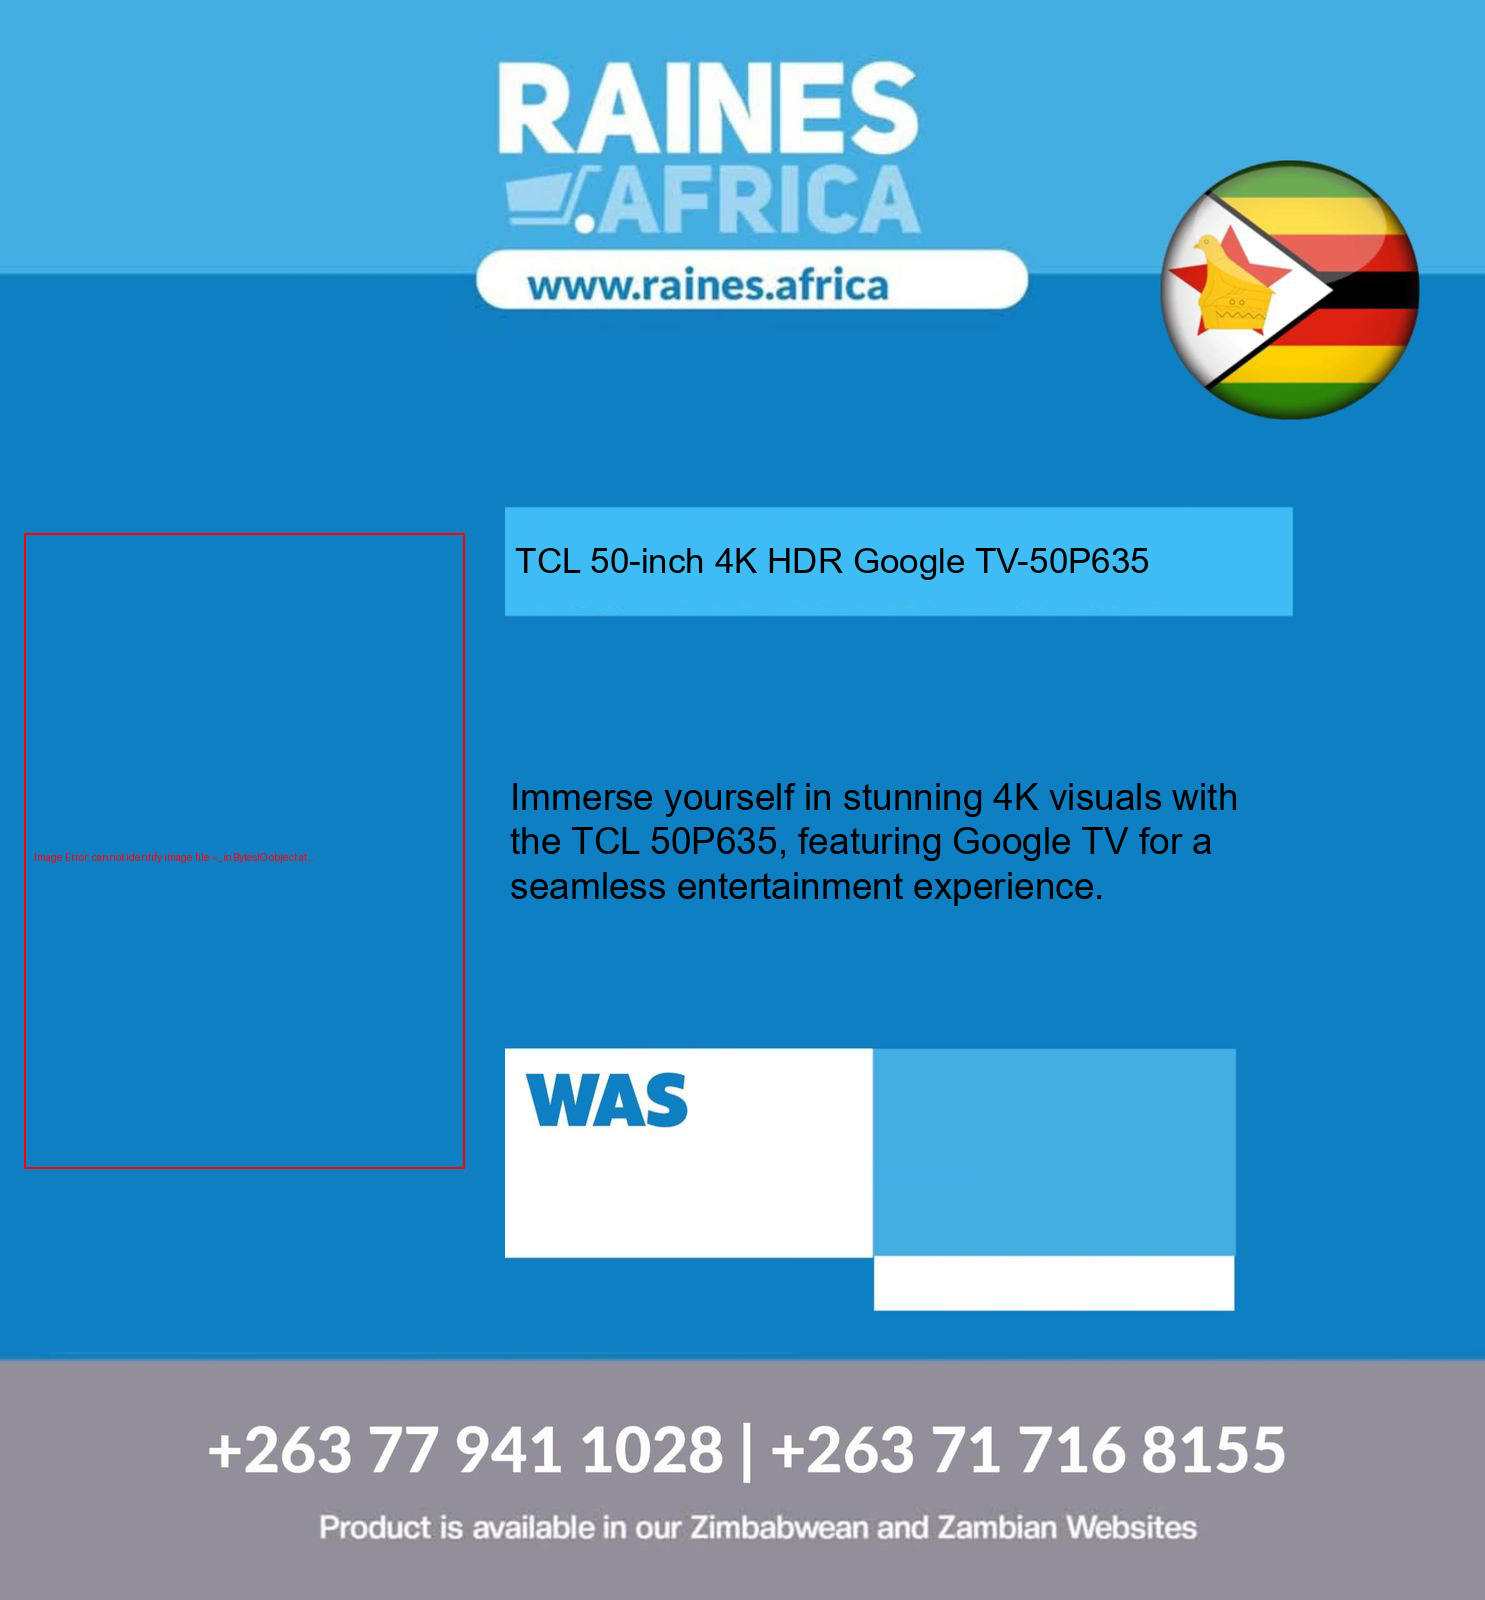 RAINES
.AFRICA
www.raines.africa
TCL 50-inch 4K HDR Google TV-50P635
Immerse yourself in stunning 4K visuals with
the TCL 50P635, featuring Google TV for a
seamless entertainment experience.
Image Error: cannot identify image file <_io.BytesIO object at...
WAS
+263 77 941 1028 | +263 71 716 8155
Product is available in our Zimbabwean and Zambian Websites